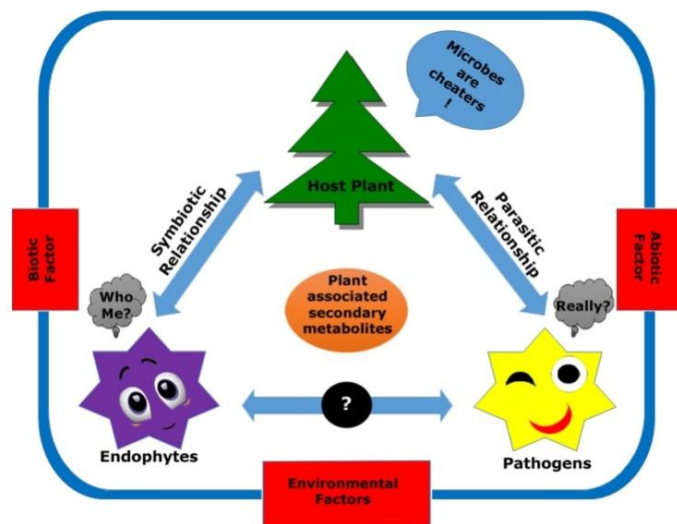 Microbes
are
cheaters
!
Host Plant
Symbiotic
Relationship
Parasitic
Relationship
Biotic
Factor
Abiotic
Factor
Who
Me?
Plant
associated
secondary
metabolites
Really?
?
Endophytes
Pathogens
Environmental
Factors